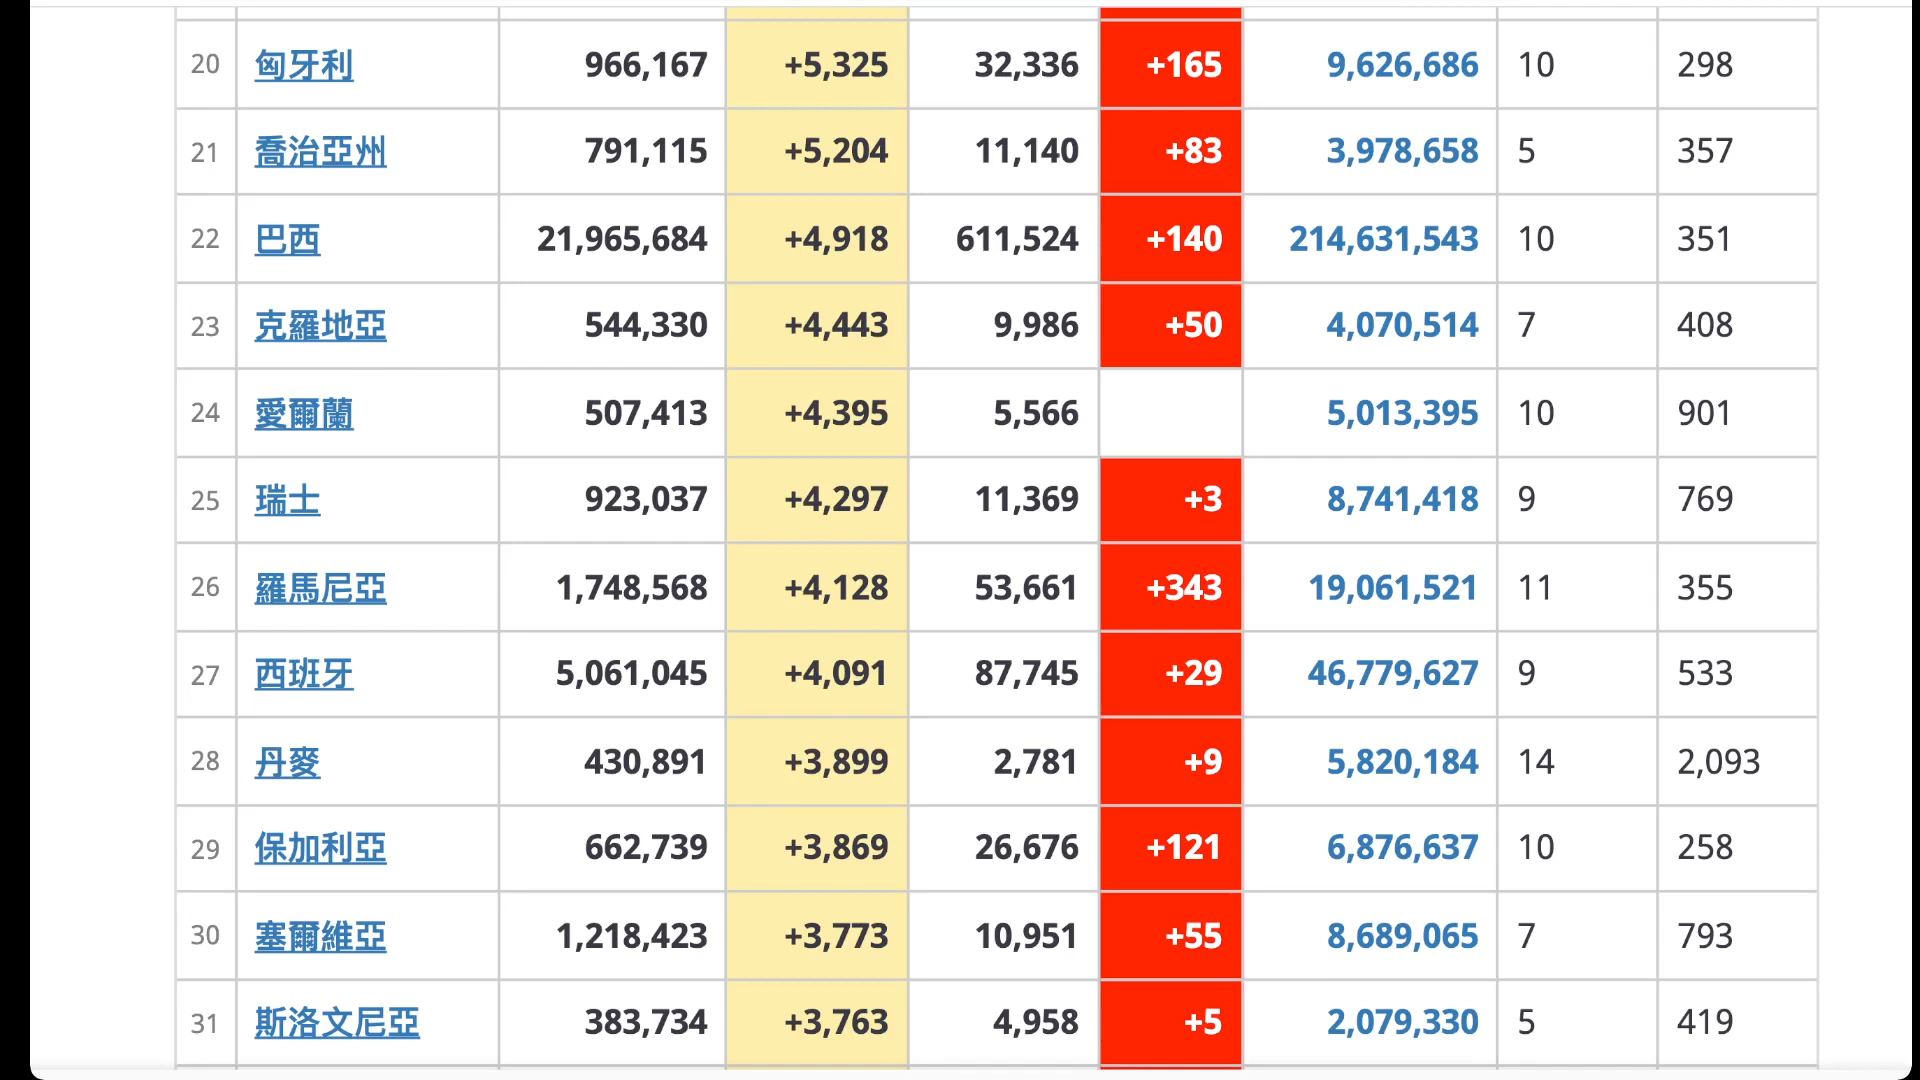 20 匈牙利 966,167 +5,325 32,336 +165 9,626,686 10 298
21 喬治亞州 791,115 +5,204 11,140 +83 3,978,658 5 357
22 巴西 21,965,684 +4,918 611,524 +140 214,631,543 10 351
23 克羅地亞 544,330 +4,443 9,986 +50 4,070,514 7 408
24 愛爾蘭 507,413 +4,395 5,566 5,013,395 10 901
25 瑞士 923,037 +4,297 11,369 +3 8,741,418 9 769
26 羅馬尼亞 1,748,568 +4,128 53,661 +343 19,061,521 11 355
27 西班牙 5,061,045 +4,091 87,745 +29 46,779,627 9 533
28 丹麥 430,891 +3,899 2,781 +9 5,820,184 14 2,093
29 保加利亞 662,739 +3,869 26,676 +121 6,876,637 10 258
30 塞爾維亞 1,218,423 +3,773 10,951 +55 8,689,065 7 793
31 斯洛文尼亞 383,734 +3,763 4,958 +5 2,079,330 5 419